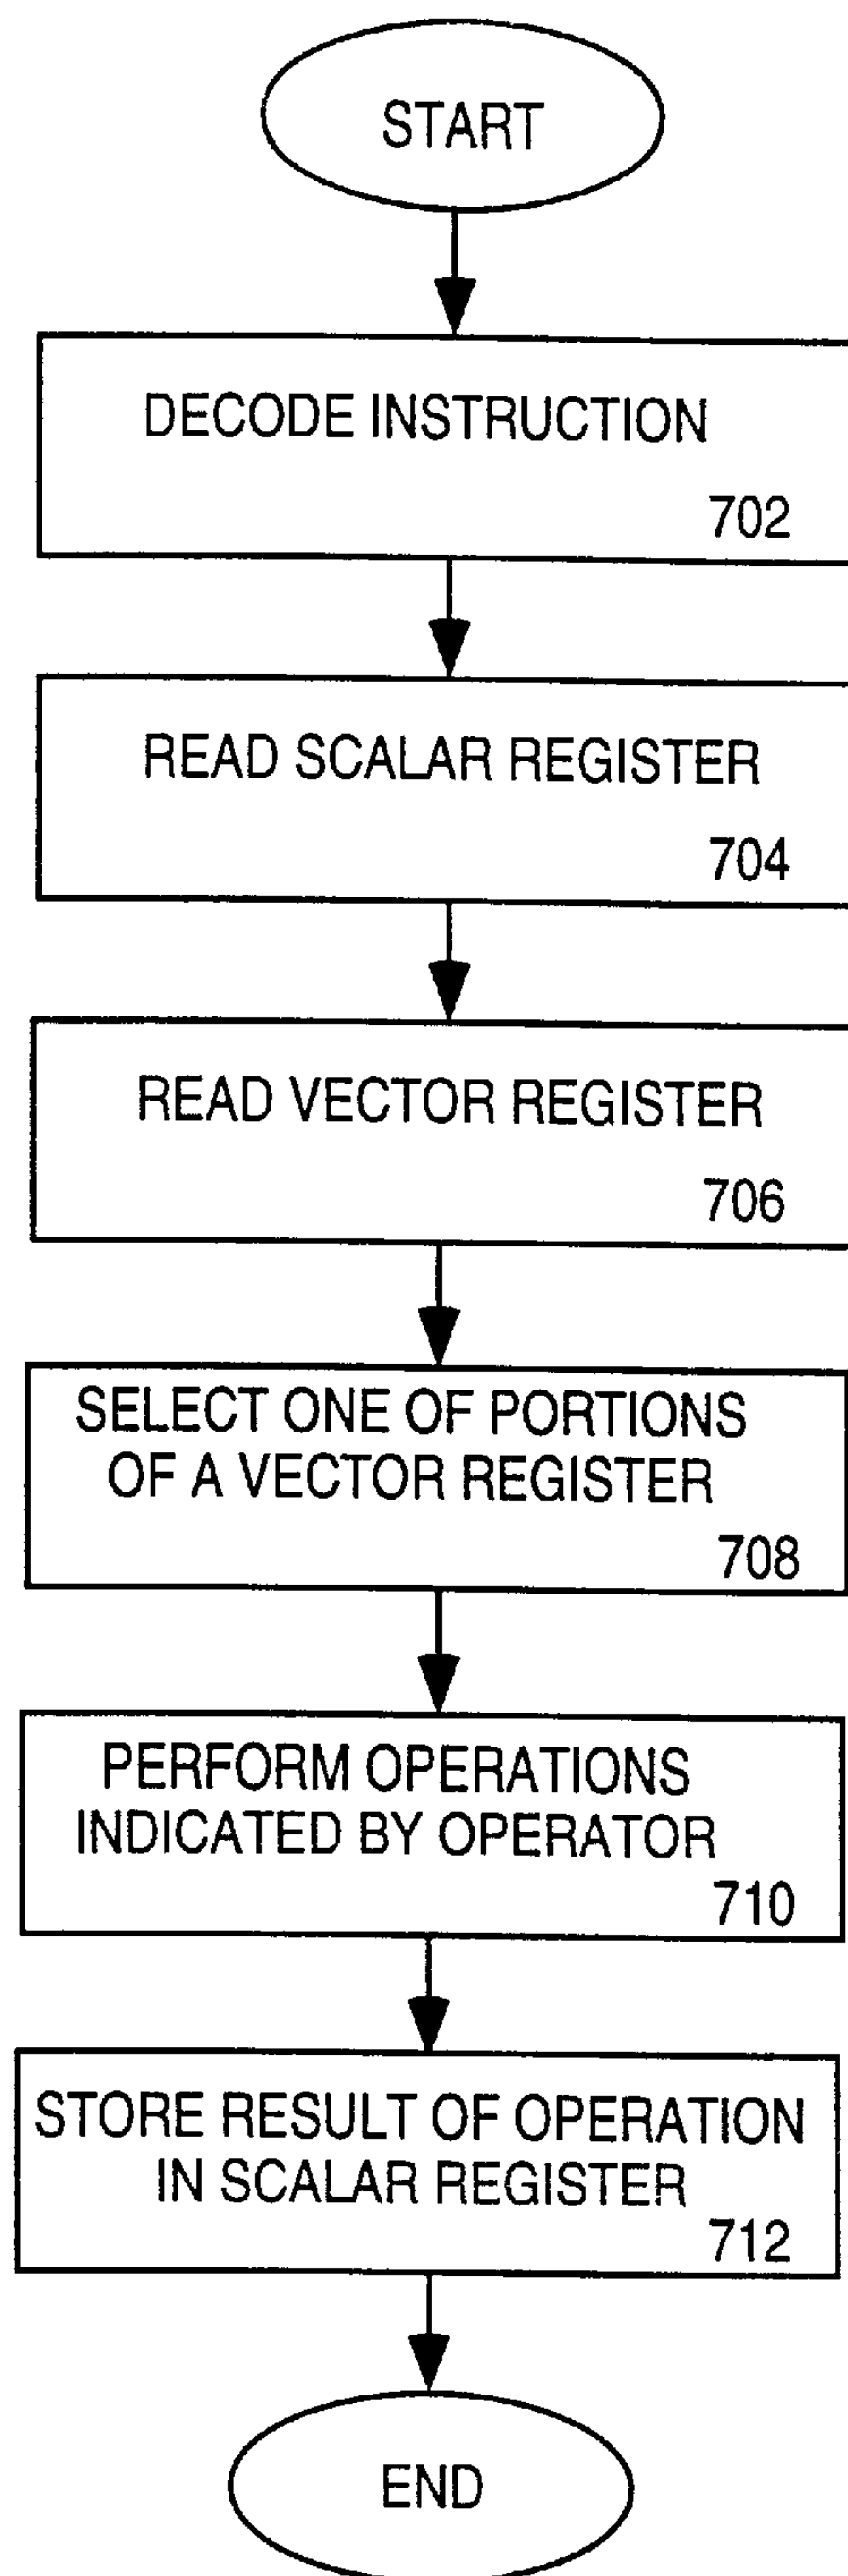 START
DECODE INSTRUCTION
702
READ SCALAR REGISTER
704
READ VECTOR REGISTER
706
SELECT ONE OF PORTIONS
OF A VECTOR REGISTER
708
PERFORM OPERATIONS
INDICATED BY OPERATOR
710
STORE RESULT OF OPERATION
IN SCALAR REGISTER
712
END